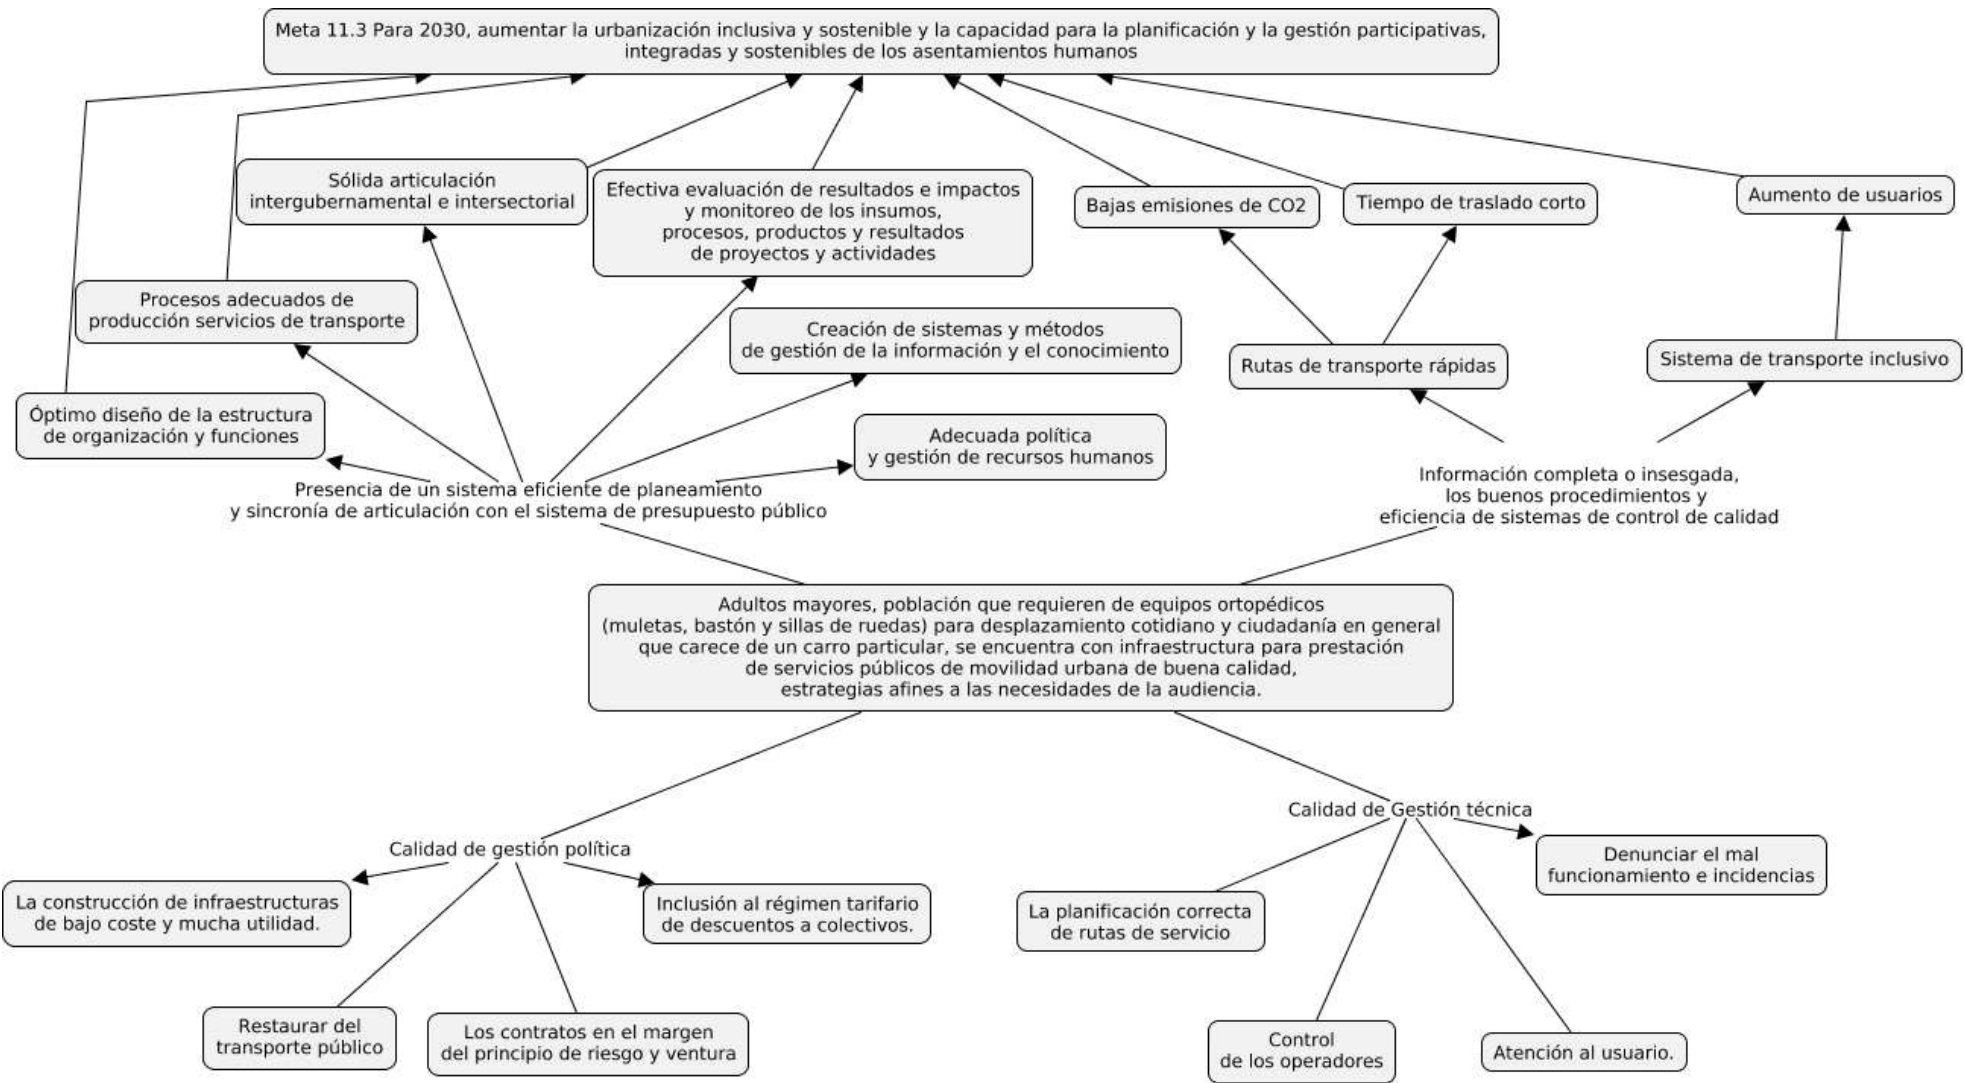 Meta 11.3 Para 2030, aumentar la urbanización inclusiva y sostenible y la capacidad para la planificación y la gestión participativas,
integradas y sostenibles de los asentamientos humanos
Sólida articulación
intergubernamental e intersectorial
Efectiva evaluación de resultados e impactos
y monitoreo de los insumos,
procesos, productos y resultados
de proyectos y actividades
Bajas emisiones de CO2
Tiempo de traslado corto
Aumento de usuarios
Procesos adecuados de
producción servicios de transporte
Creación de sistemas y métodos
de gestión de la información y el conocimiento
Rutas de transporte rápidas
Sistema de transporte inclusivo
Óptimo diseño de la estructura
de organización y funciones
Adecuada política
y gestión de recursos humanos
Presencia de un sistema eficiente de planeamiento
y sincronía de articulación con el sistema de presupuesto público
Información completa o insesgada,
los buenos procedimientos y
eficiencia de sistemas de control de calidad
Adultos mayores, población que requieren de equipos ortopédicos
(muletas, bastón y sillas de ruedas) para desplazamiento cotidiano y ciudadanía en general
que carece de un carro particular, se encuentra con infraestructura para prestación
de servicios públicos de movilidad urbana de buena calidad,
estrategias afines a las necesidades de la audiencia.
Calidad de gestión política
Calidad de Gestión técnica
La construcción de infraestructuras
de bajo coste y mucha utilidad.
Inclusión al régimen tarifario
de descuentos a colectivos.
La planificación correcta
de rutas de servicio
Denunciar el mal
funcionamiento e incidencias
Restaurar del
transporte público
Los contratos en el margen
del principio de riesgo y ventura
Control
de los operadores
Atención al usuario.